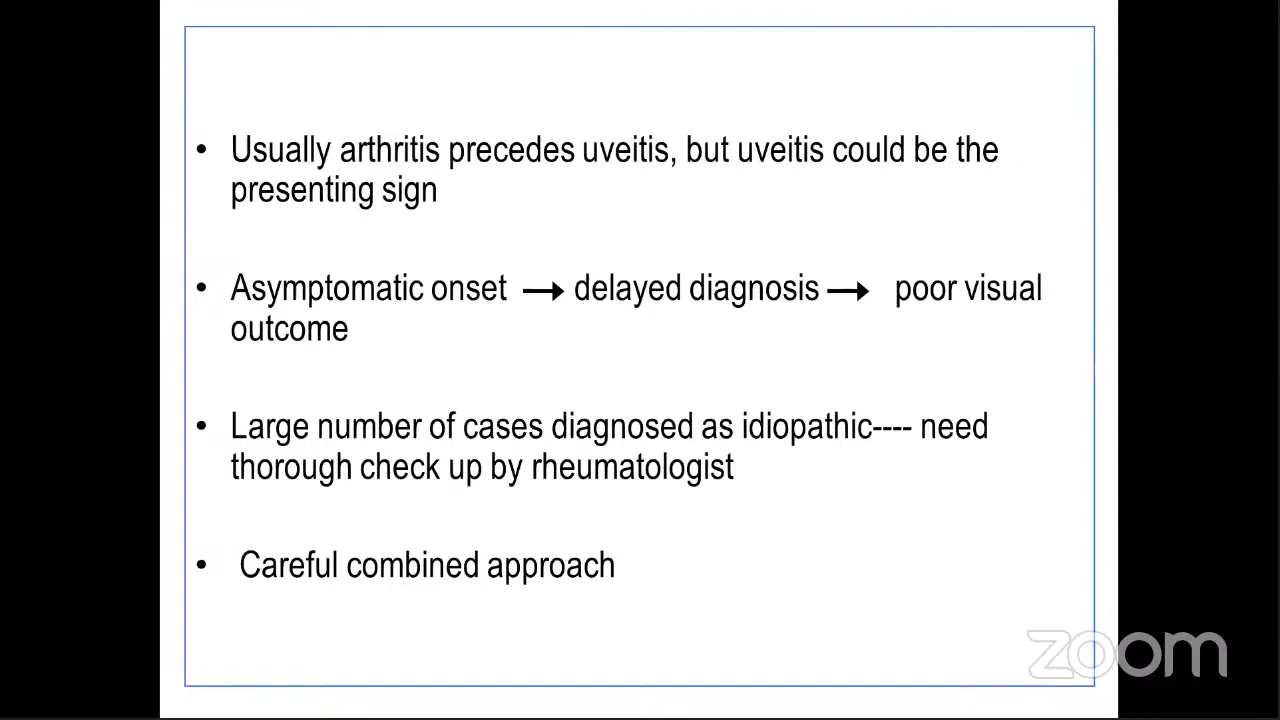 • Usually arthritis precedes uveitis, but uveitis could be the
presenting sign
• Asymptomatic onset → delayed diagnosis → poor visual
outcome
• Large number of cases diagnosed as idiopathic---- need
thorough check up by rheumatologist
• Careful combined approach
zoom